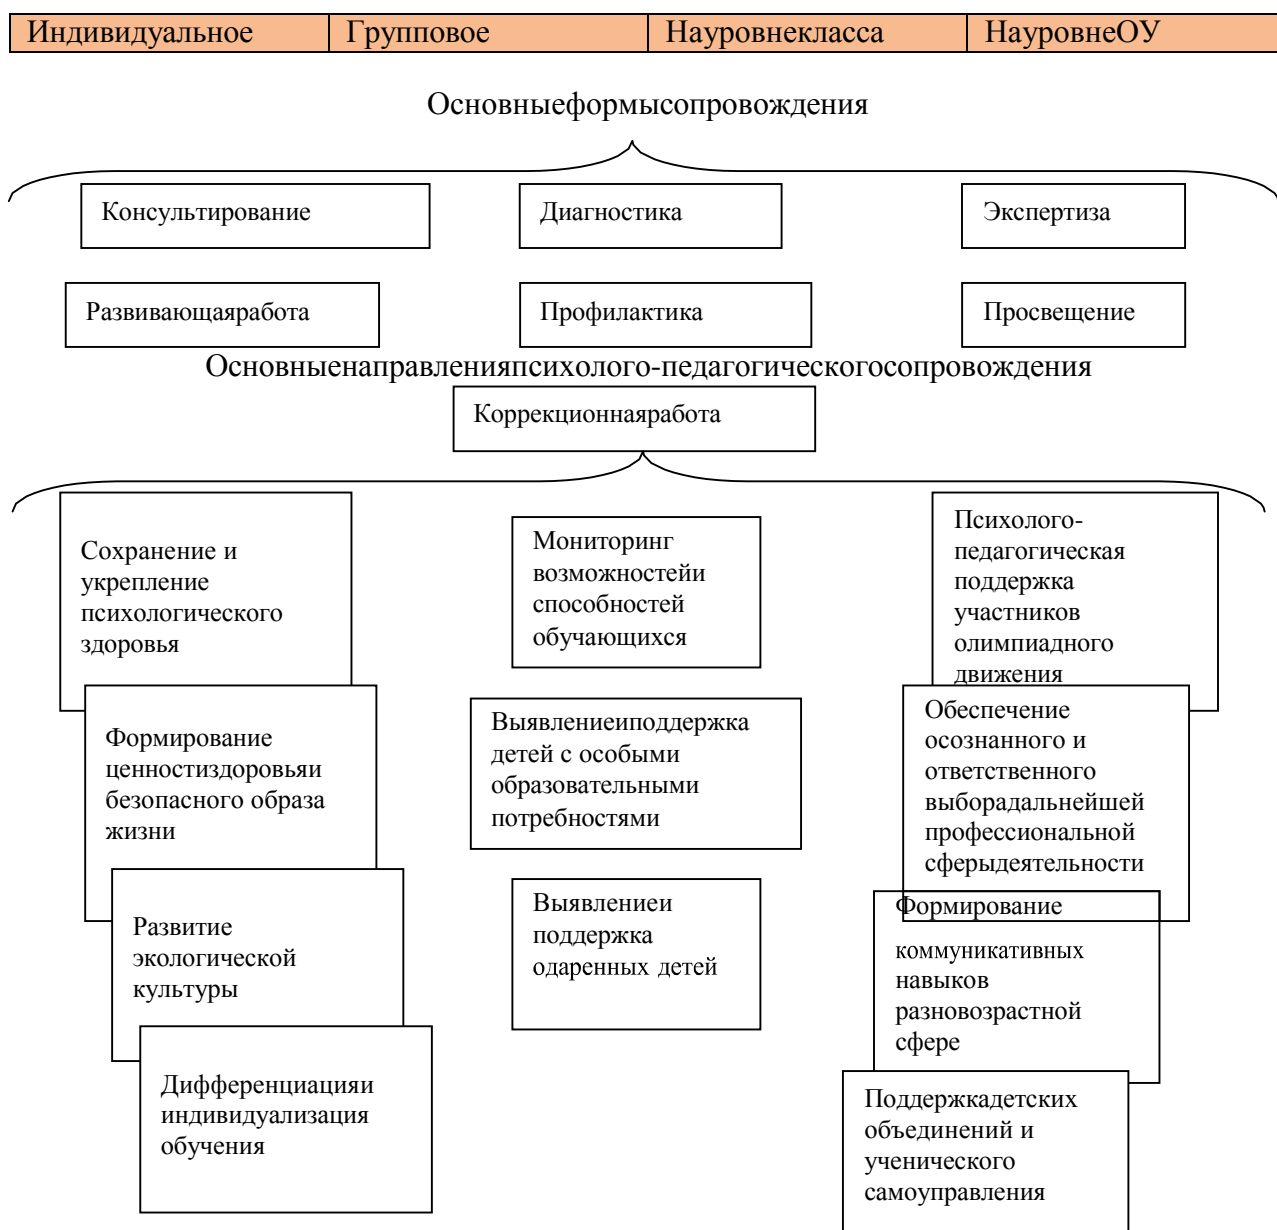 Индивидуальное Групповое Науровнекласса НауровнеОУ
Основныеформысопровождения
Консультирование Диагностика Экспертиза
Развивающаяработа Профилактика Просвещение
Основныенаправленияпсихолого-педагогическогосопровождения
Коррекционнаяработа
Сохранение и
укрепление
психологического
здоровья
Формирование
ценностиздоровьяи
безопасного образа
жизни
Развитие
экологической
культуры
Дифференциацияи
индивидуализация
обучения
Мониторинг
возможностейи
способностей
обучающихся
Выявлениеиподдержка
детей с особыми
образовательными
потребностями
Выявлениеи
поддержка
одаренных детей
Психолого-
педагогическая
поддержка
участников
олимпиадного
движения
Обеспечение
осознанного и
ответственного
выборадальнейшей
профессиональной
сферыдеятельности
Формирование
коммуникативных
навыков
разновозрастной
сфере
Поддержкадетских
объединений и
ученического
самоуправления